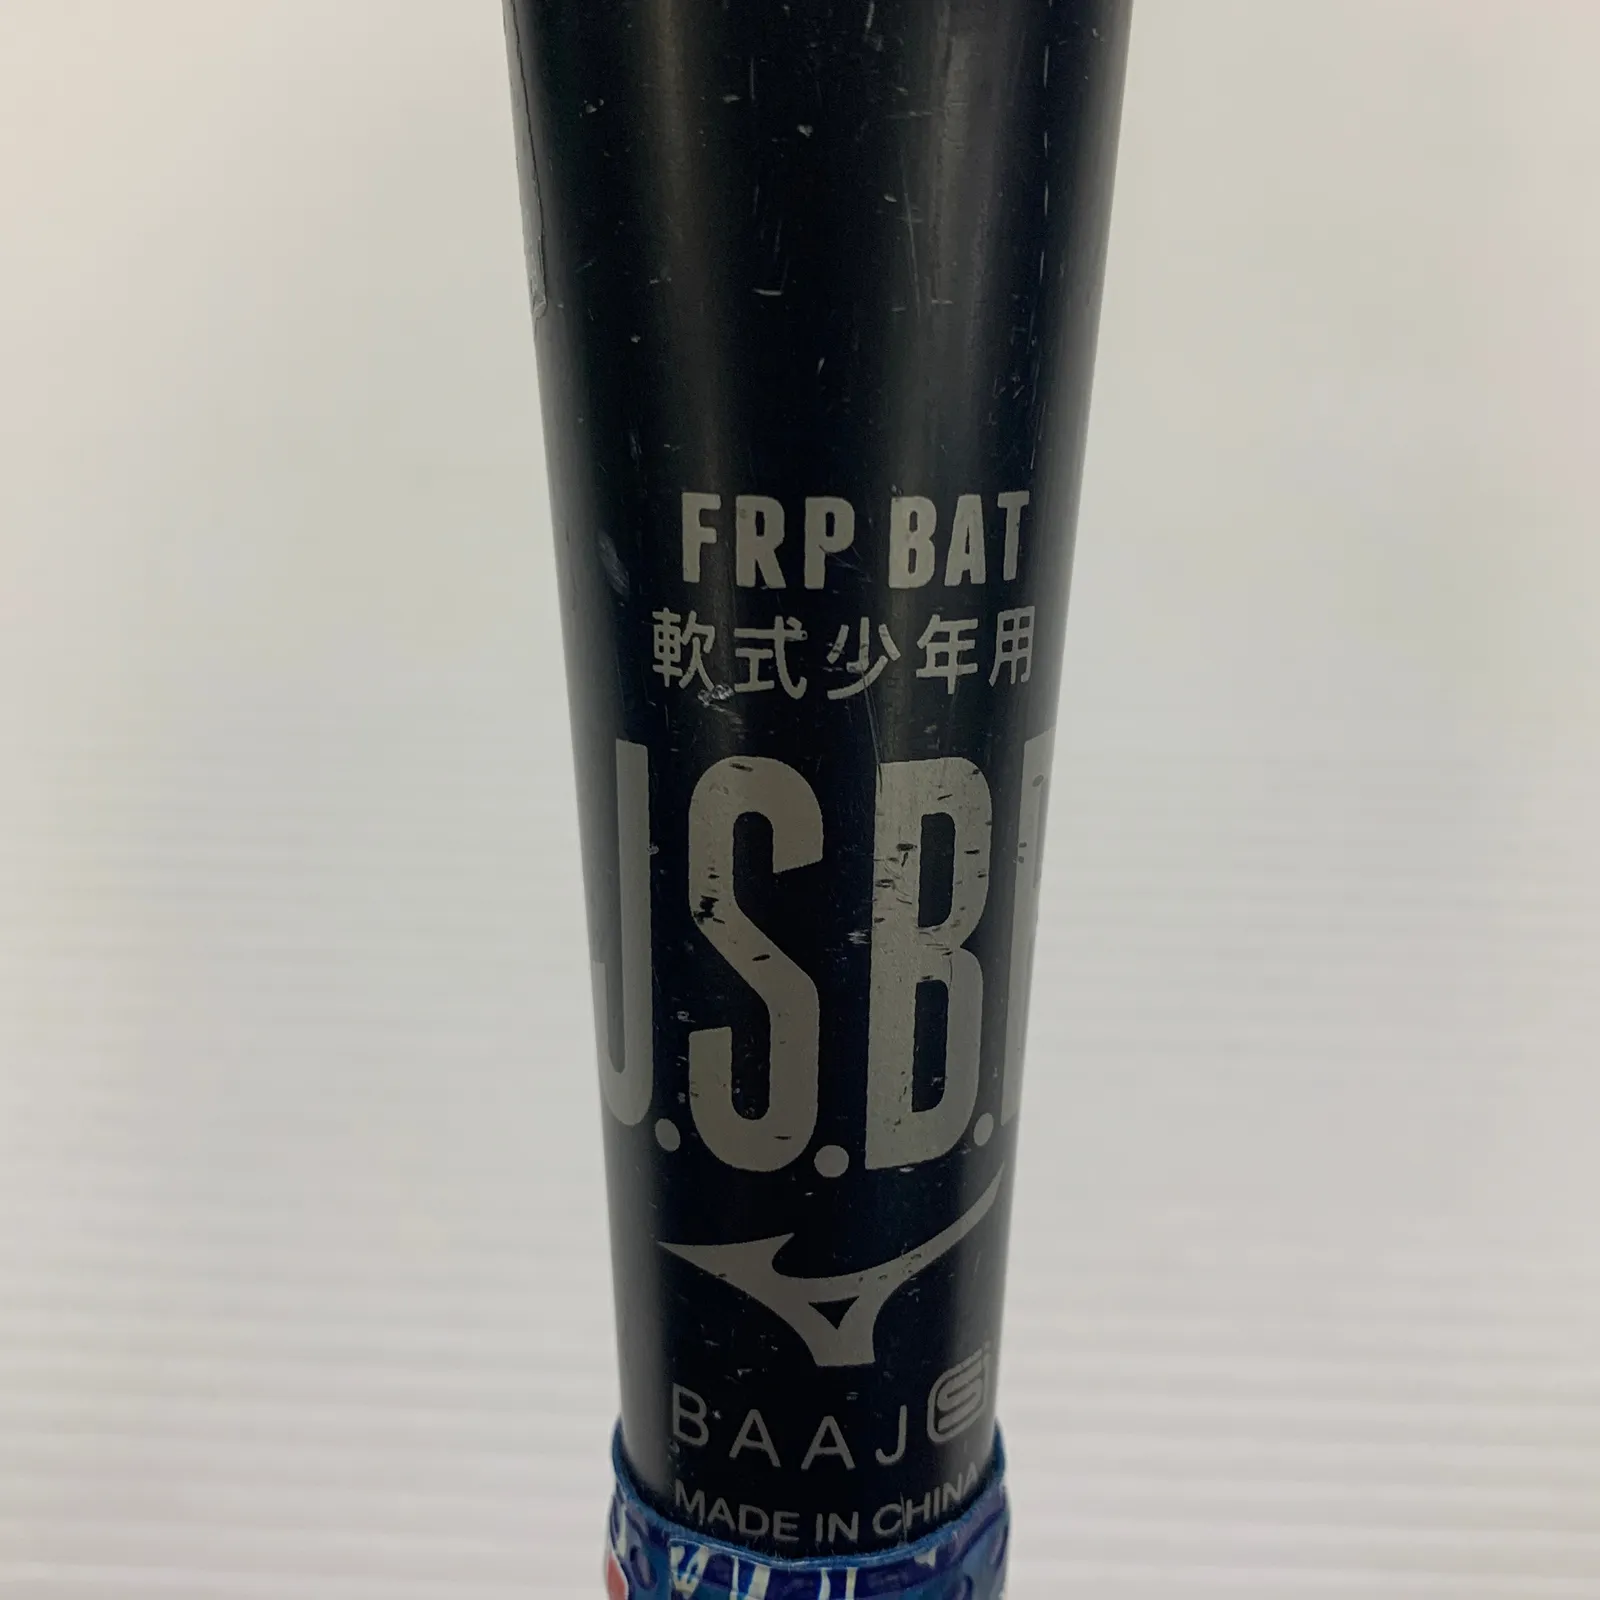 FRP BAT
軟式少年用
J.S.B.
BAAJ S
MADE IN CHINA